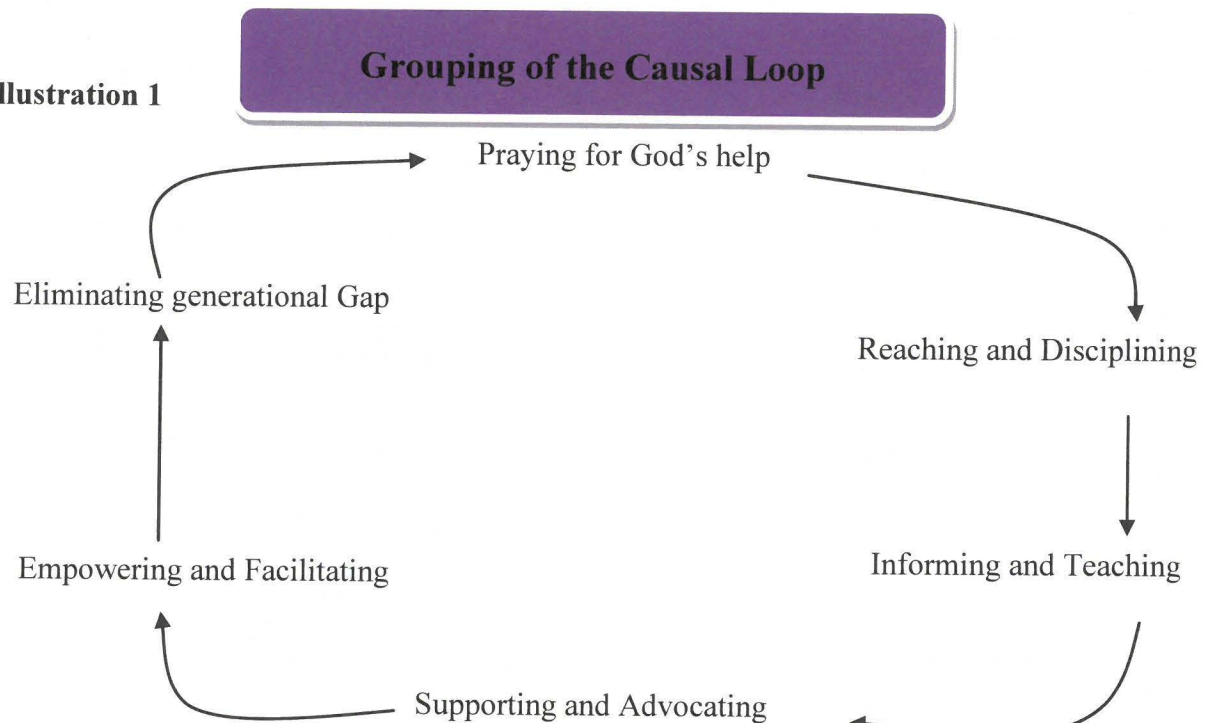 Grouping of the Causal Loop
llustration 1
Praying for God's help
Eliminating generational Gap
Reaching and Disciplining
Empowering and Facilitating
Informing and Teaching
Supporting and Advocating